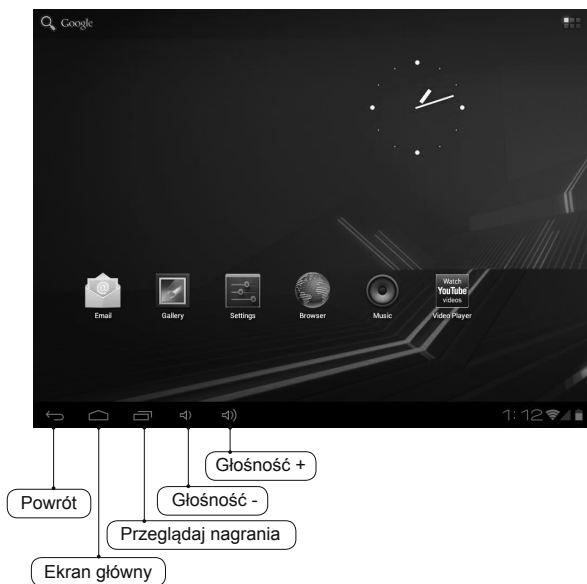 Google
@
Watch
YouTube
videos
Email
Gallery
Settings
Browser
Music
Video Player
1:12
Głośność +
Powrót
Głośność -
Przeglądaj nagrania
Ekran główny